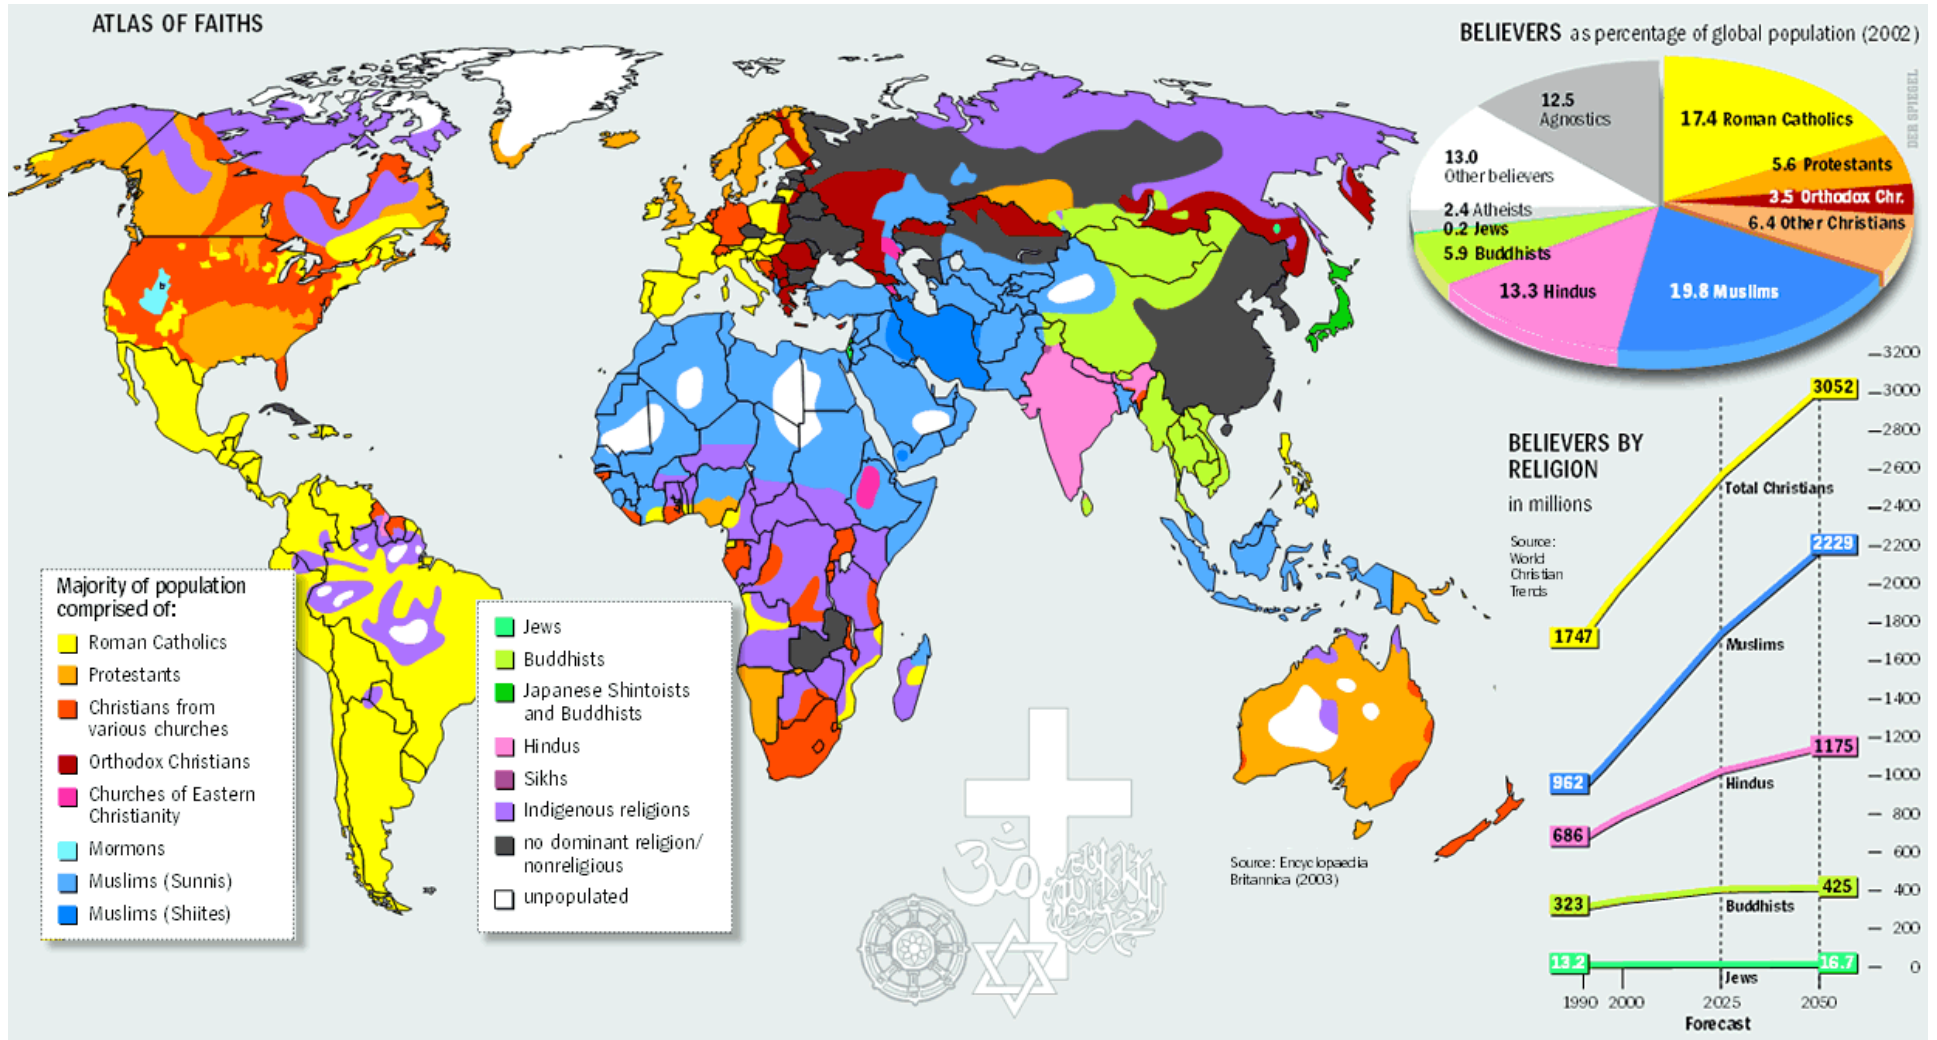 ATLAS OF FAITHS
BELIEVERS as percentage of global population (2002)
DER SPIEGEL
12.5
Agnostics
17.4 Roman Catholics
13.0
Other believers
5.6 Protestants
3.5 Orthodox Chr.
2.4 Atheists
6.4 Other Christians
0.2 Jews
5.9 Buddhists
13.3 Hindus
19.8 Muslims
BELIEVERS BY
RELIGION
in millions
Source:
World
Christian
Trends
3200
3000
2800
2600
2400
2200
2000
1800
1600
1400
1200
1000
800
600
400
200
0
3052
Total Christians
2229
1747
Muslims
1175
962
Hindus
686
425
323
Buddhists
13.2
16.7
Jews
1990 2000 2025 2050
Forecast
Majority of population
comprised of:
Roman Catholics
Protestants
Christians from
various churches
Orthodox Christians
Churches of Eastern
Christianity
Mormons
Muslims (Sunnis)
Muslims (Shiites)
Jews
Buddhists
Japanese Shintoists
and Buddhists
Hindus
Sikhs
Indigenous religions
no dominant religion/
nonreligious
unpopulated
Source: Encyclopaedia
Britannica (2003)
ॐ